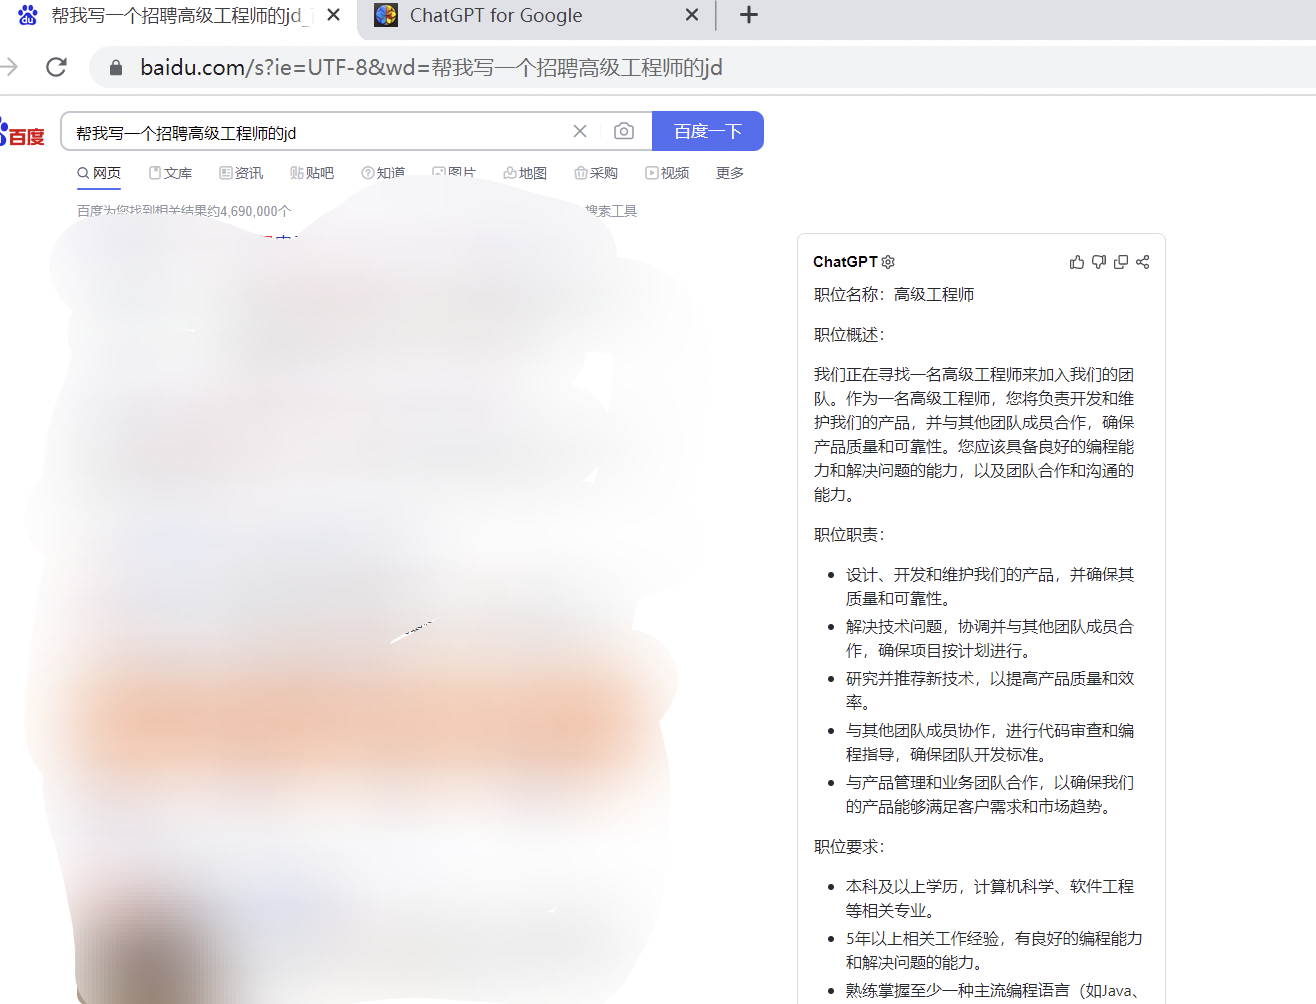 帮我写一个招聘高级工程师的jd_
ChatGPT for Google
baidu.com/s?ie=UTF-8&wd=帮我写一个招聘高级工程师的jd
百度
帮我写一个招聘高级工程师的jd
百度一下
网页 文库 资讯 贴吧 知道 图片 地图 采购 视频 更多
百度为您找到相关结果约4,690,000个
搜索工具
ChatGPT
职位名称：高级工程师
职位概述：
我们正在寻找一名高级工程师来加入我们的团
队。作为一名高级工程师，您将负责开发和维
护我们的产品，并与其他团队成员合作，确保
产品质量和可靠性。您应该具备良好的编程能
力和解决问题的能力，以及团队合作和沟通的
能力。
职位职责：
设计、开发和维护我们的产品，并确保其
质量和可靠性。
解决技术问题，协调并与其他团队成员合
作，确保项目按计划进行。
研究并推荐新技术，以提高产品质量和效
率。
与其他团队成员协作，进行代码审查和编
程指导，确保团队开发标准。
与产品管理和业务团队合作，以确保我们
的产品能够满足客户需求和市场趋势。
职位要求：
本科及以上学历，计算机科学、软件工程
等相关专业。
5年以上相关工作经验，有良好的编程能力
和解决问题的能力。
熟练掌握至少一种主流编程语言（如Java、